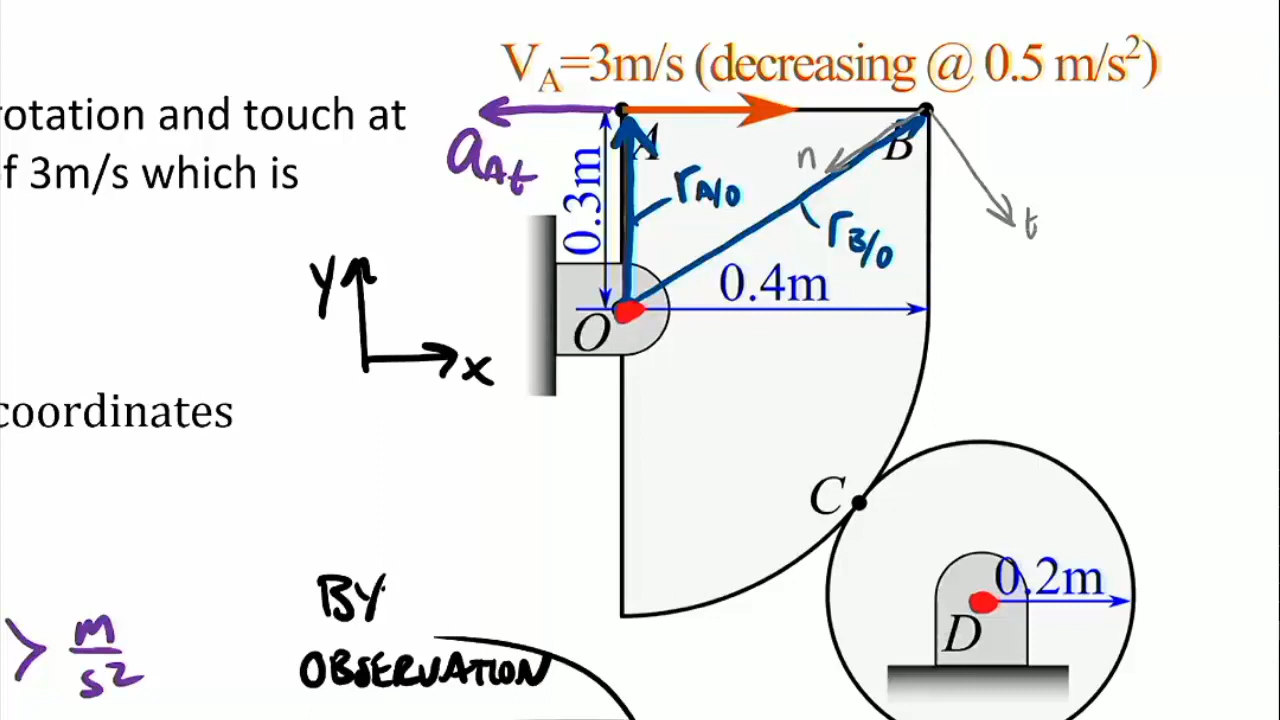 V_A=3m/s (decreasing @ 0.5 m/s²)
rotation and touch at
of 3m/s which is
a_At
A
B
n
t
0.3m
r_A/O
r_B/O
0.4m
O
Y
x
coordinates
C
0.2m
D
BY
OBSERVATION
> m/s²